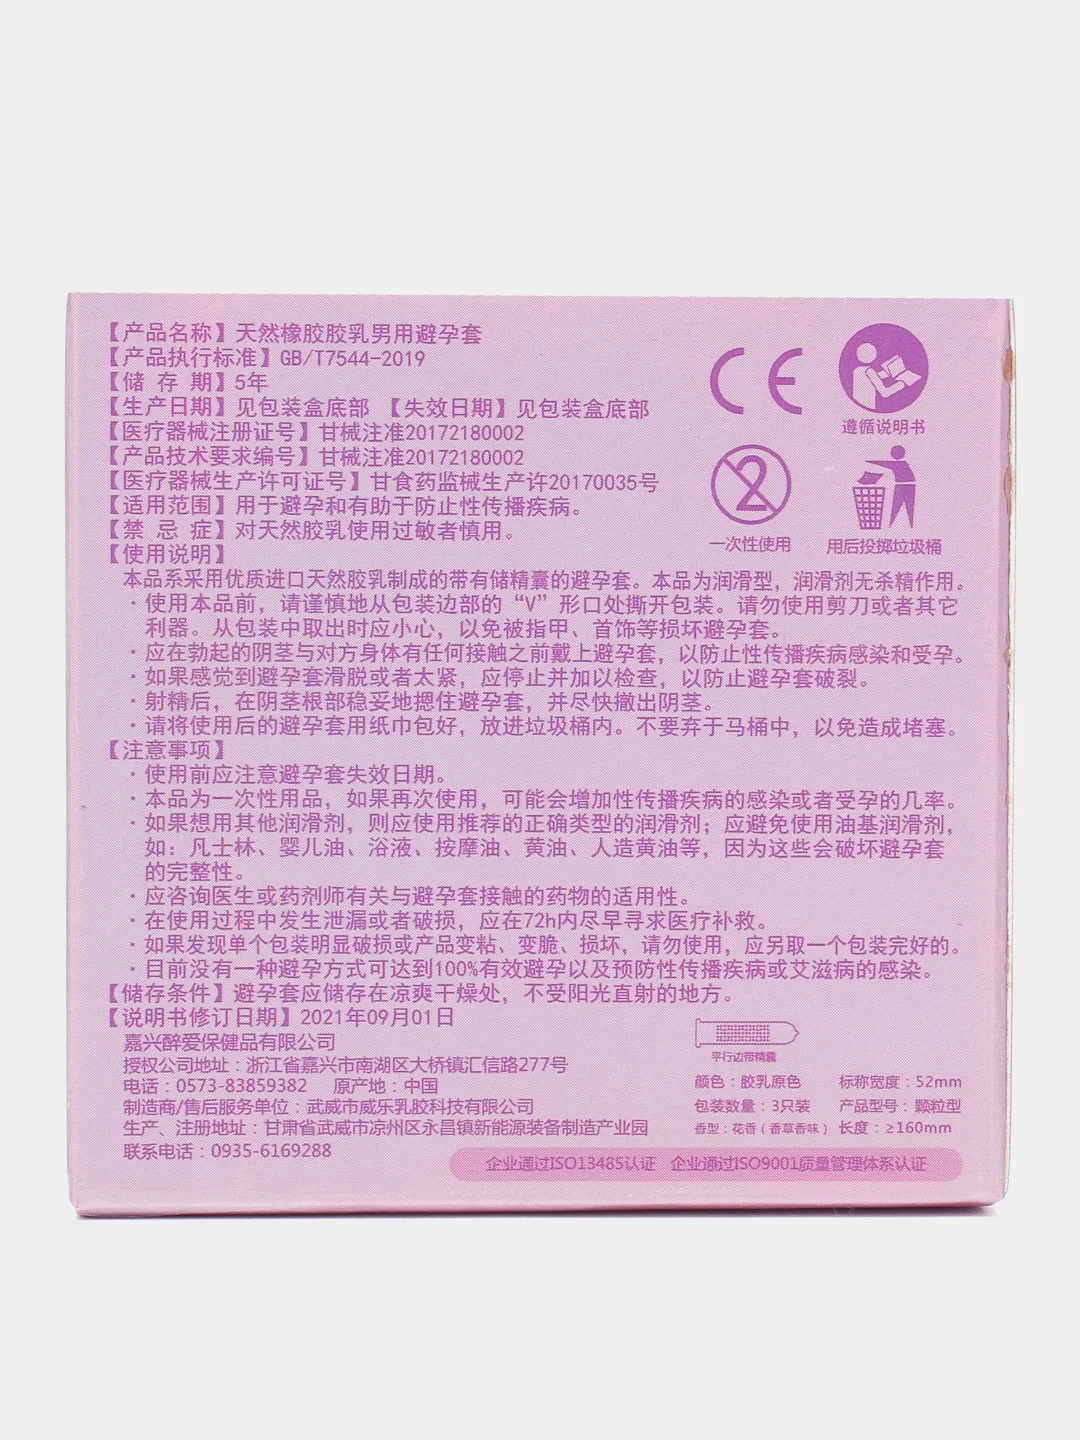 【产品名称】天然橡胶胶乳男用避孕套
【产品执行标准】GB/T7544-2019
【储 存 期】5年
【生产日期】见包装盒底部 【失效日期】见包装盒底部
【医疗器械注册证号】甘械注准20172180002
【产品技术要求编号】甘械注准20172180002
【医疗器械生产许可证号】甘食药监械生产许20170035号
【适用范围】用于避孕和有助于防止性传播疾病。
【禁 忌 症】对天然胶乳使用过敏者慎用。
CE
遵循说明书
2
一次性使用
用后投掷垃圾桶
【使用说明】
本品系采用优质进口天然胶乳制成的带有储精囊的避孕套。本品为润滑型，润滑剂无杀精作用。
·使用本品前，请谨慎地从包装边部的“V”形口处撕开包装。请勿使用剪刀或者其它
利器。从包装中取出时应小心，以免被指甲、首饰等损坏避孕套。
·应在勃起的阴茎与对方身体有任何接触之前戴上避孕套，以防止性传播疾病感染和受孕。
·如果感觉到避孕套滑脱或者太紧，应停止并加以检查，以防止避孕套破裂。
·射精后，在阴茎根部稳妥地摁住避孕套，并尽快撤出阴茎。
·请将使用后的避孕套用纸巾包好，放进垃圾桶内。不要弃于马桶中，以免造成堵塞。
【注意事项】
·使用前应注意避孕套失效日期。
·本品为一次性用品，如果再次使用，可能会增加性传播疾病的感染或者受孕的几率。
·如果想用其他润滑剂，则应使用推荐的正确类型的润滑剂；应避免使用油基润滑剂，
如：凡士林、婴儿油、浴液、按摩油、黄油、人造黄油等，因为这些会破坏避孕套
的完整性。
·应咨询医生或药剂师有关与避孕套接触的药物的适用性。
·在使用过程中发生泄漏或者破损，应在72h内尽早寻求医疗补救。
·如果发现单个包装明显破损或产品变粘、变脆、损坏，请勿使用，应另取一个包装完好的。
·目前没有一种避孕方式可达到100%有效避孕以及预防性传播疾病或艾滋病的感染。
【储存条件】避孕套应储存在凉爽干燥处，不受阳光直射的地方。
【说明书修订日期】2021年09月01日
嘉兴醉爱保健品有限公司
授权公司地址：浙江省嘉兴市南湖区大桥镇汇信路277号
电话：0573-83859382 原产地：中国
制造商/售后服务单位：武威市威乐乳胶科技有限公司
生产、注册地址：甘肃省武威市凉州区永昌镇新能源装备制造产业园
联系电话：0935-6169288
平行边带精囊
颜色：胶乳原色 标称宽度：52mm
包装数量：3只装 产品型号：颗粒型
香型：花香（香草香味） 长度：≥160mm
企业通过ISO13485认证 企业通过ISO9001质量管理体系认证